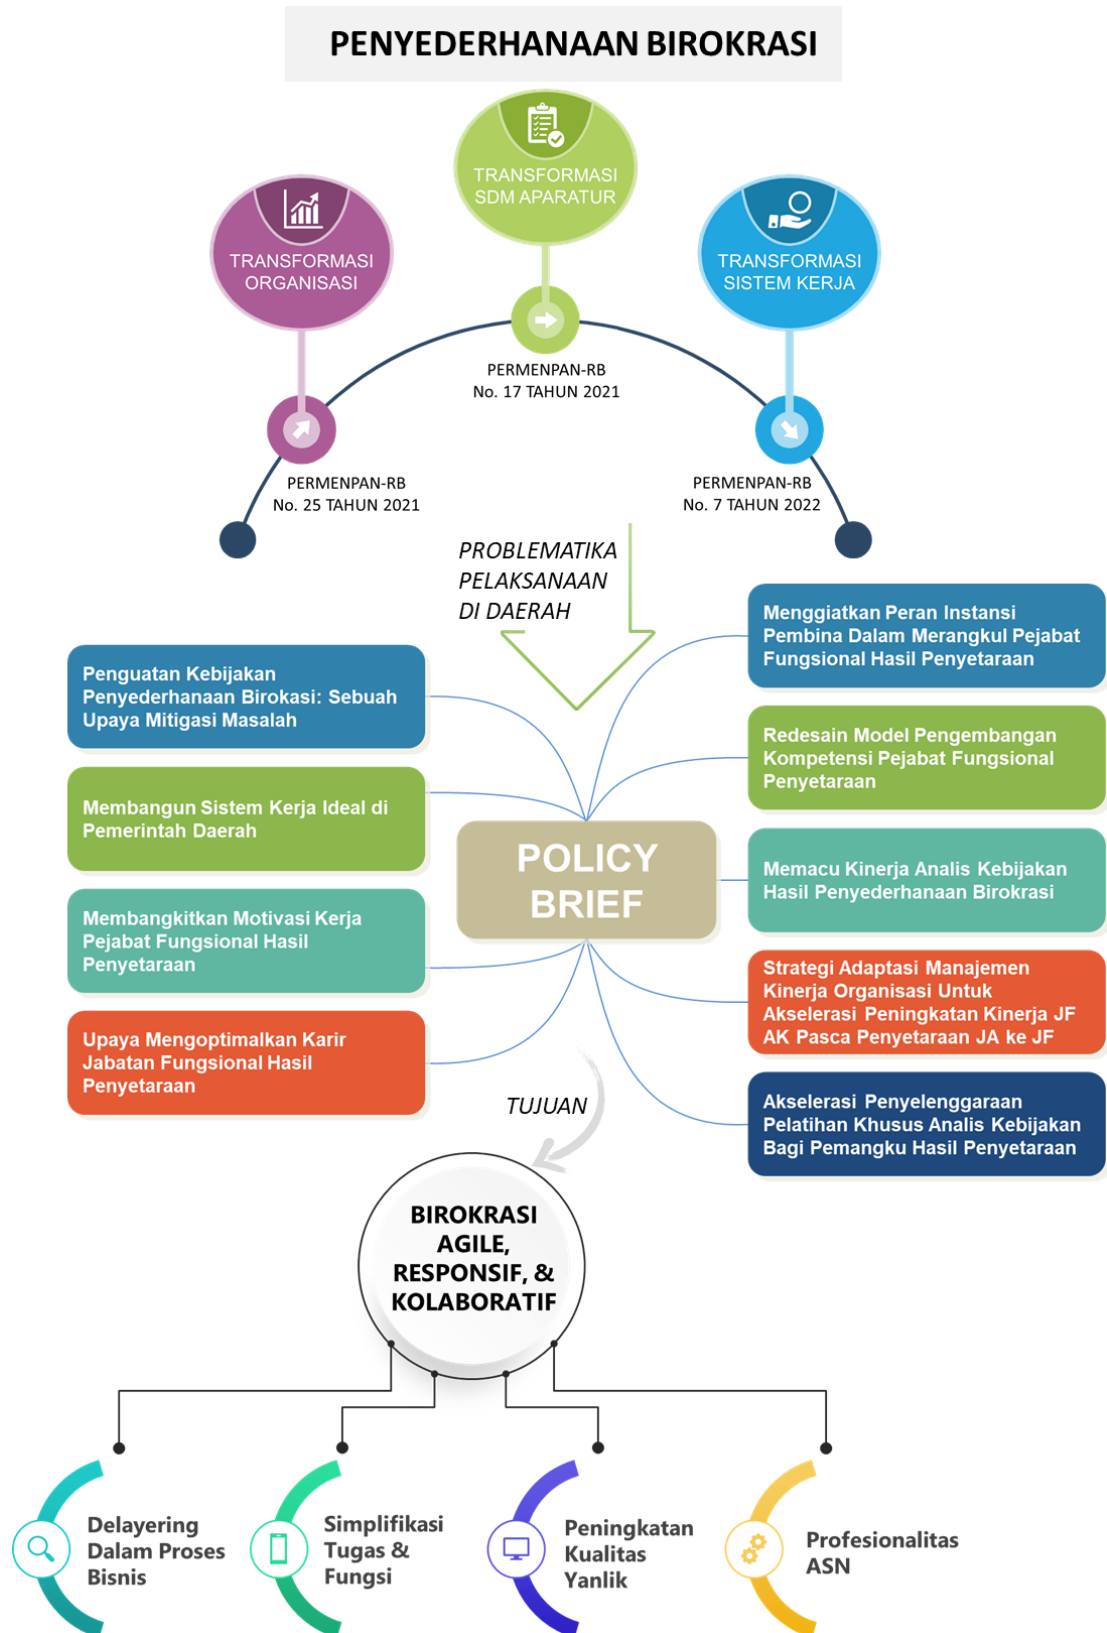 PENYEDERHANAAN BIROKRASI
TRANSFORMASI
SDM APARATUR
TRANSFORMASI
ORGANISASI
TRANSFORMASI
SISTEM KERJA
PERMENPAN-RB
No. 17 TAHUN 2021
PERMENPAN-RB
No. 25 TAHUN 2021
PERMENPAN-RB
No. 7 TAHUN 2022
PROBLEMATIKA
PELAKSANAAN
DI DAERAH
Penguatan Kebijakan
Penyederhanaan Birokasi: Sebuah
Upaya Mitigasi Masalah
Membangun Sistem Kerja Ideal di
Pemerintah Daerah
Membangkitkan Motivasi Kerja
Pejabat Fungsional Hasil
Penyetaraan
Upaya Mengoptimalkan Karir
Jabatan Fungsional Hasil
Penyetaraan
POLICY
BRIEF
Menggiatkan Peran Instansi
Pembina Dalam Merangkul Pejabat
Fungsional Hasil Penyetaraan
Redesain Model Pengembangan
Kompetensi Pejabat Fungsional
Penyetaraan
Memacu Kinerja Analis Kebijakan
Hasil Penyederhanaan Birokrasi
Strategi Adaptasi Manajemen
Kinerja Organisasi Untuk
Akselerasi Peningkatan Kinerja JF
AK Pasca Penyetaraan JA ke JF
Akselerasi Penyelenggaraan
Pelatihan Khusus Analis Kebijakan
Bagi Pemangku Hasil Penyetaraan
TUJUAN
BIROKRASI
AGILE,
RESPONSIF, &
KOLABORATIF
Delayering
Dalam Proses
Bisnis
Simplifikasi
Tugas &
Fungsi
Peningkatan
Kualitas
Yanlik
Profesionalitas
ASN